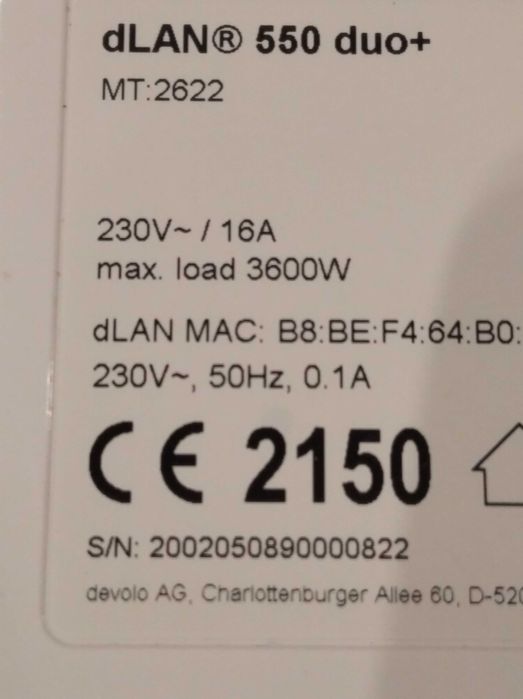 dLAN® 550 duo+
MT:2622
230V~ / 16A
max. load 3600W
dLAN MAC: B8:BE:F4:64:B0:
230V~, 50Hz, 0.1A
CE 2150
S/N: 2002050890000822
devolo AG, Charlottenburger Allee 60, D-520